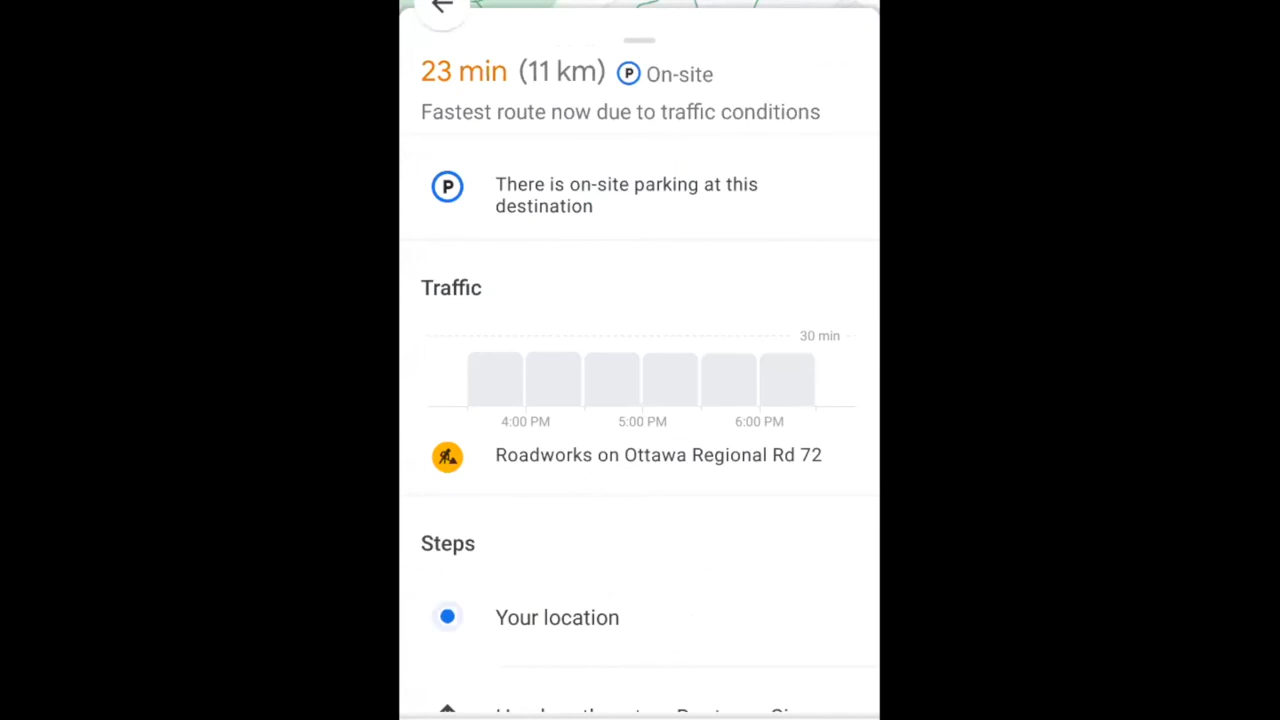 23 min (11 km) P On-site
Fastest route now due to traffic conditions
P There is on-site parking at this
destination
Traffic
30 min
4:00 PM 5:00 PM 6:00 PM
Roadworks on Ottawa Regional Rd 72
Steps
Your location